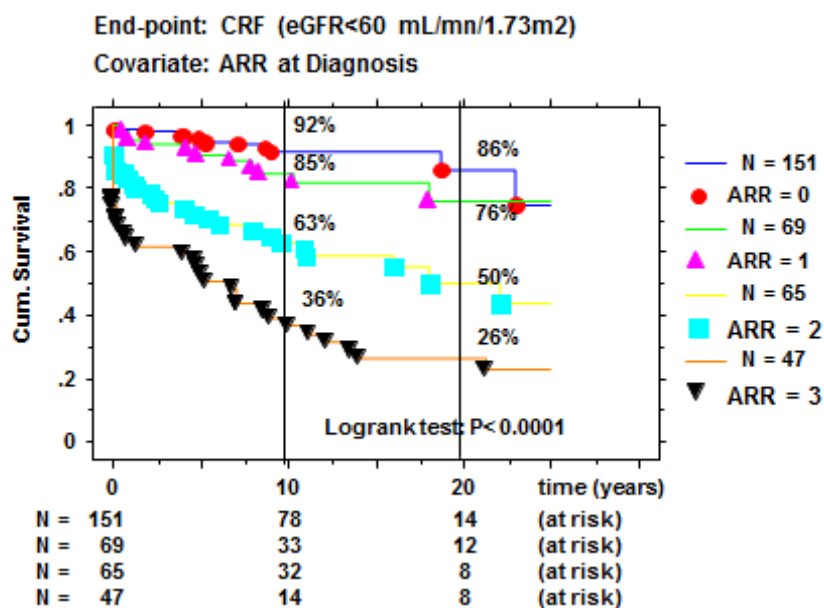 End-point: CRF (eGFR<60 mL/mn/1.73m2)
Covariate: ARR at Diagnosis
Cum. Survival
1
.8
.6
.4
.2
0
92%
86%
85%
76%
63%
50%
36%
26%
Logrank test: P< 0.0001
0 10 20 time (years)
N = 151
ARR = 0
N = 69
ARR = 1
N = 65
ARR = 2
N = 47
ARR = 3
N = 151 78 14 (at risk)
N = 69 33 12 (at risk)
N = 65 32 8 (at risk)
N = 47 14 8 (at risk)